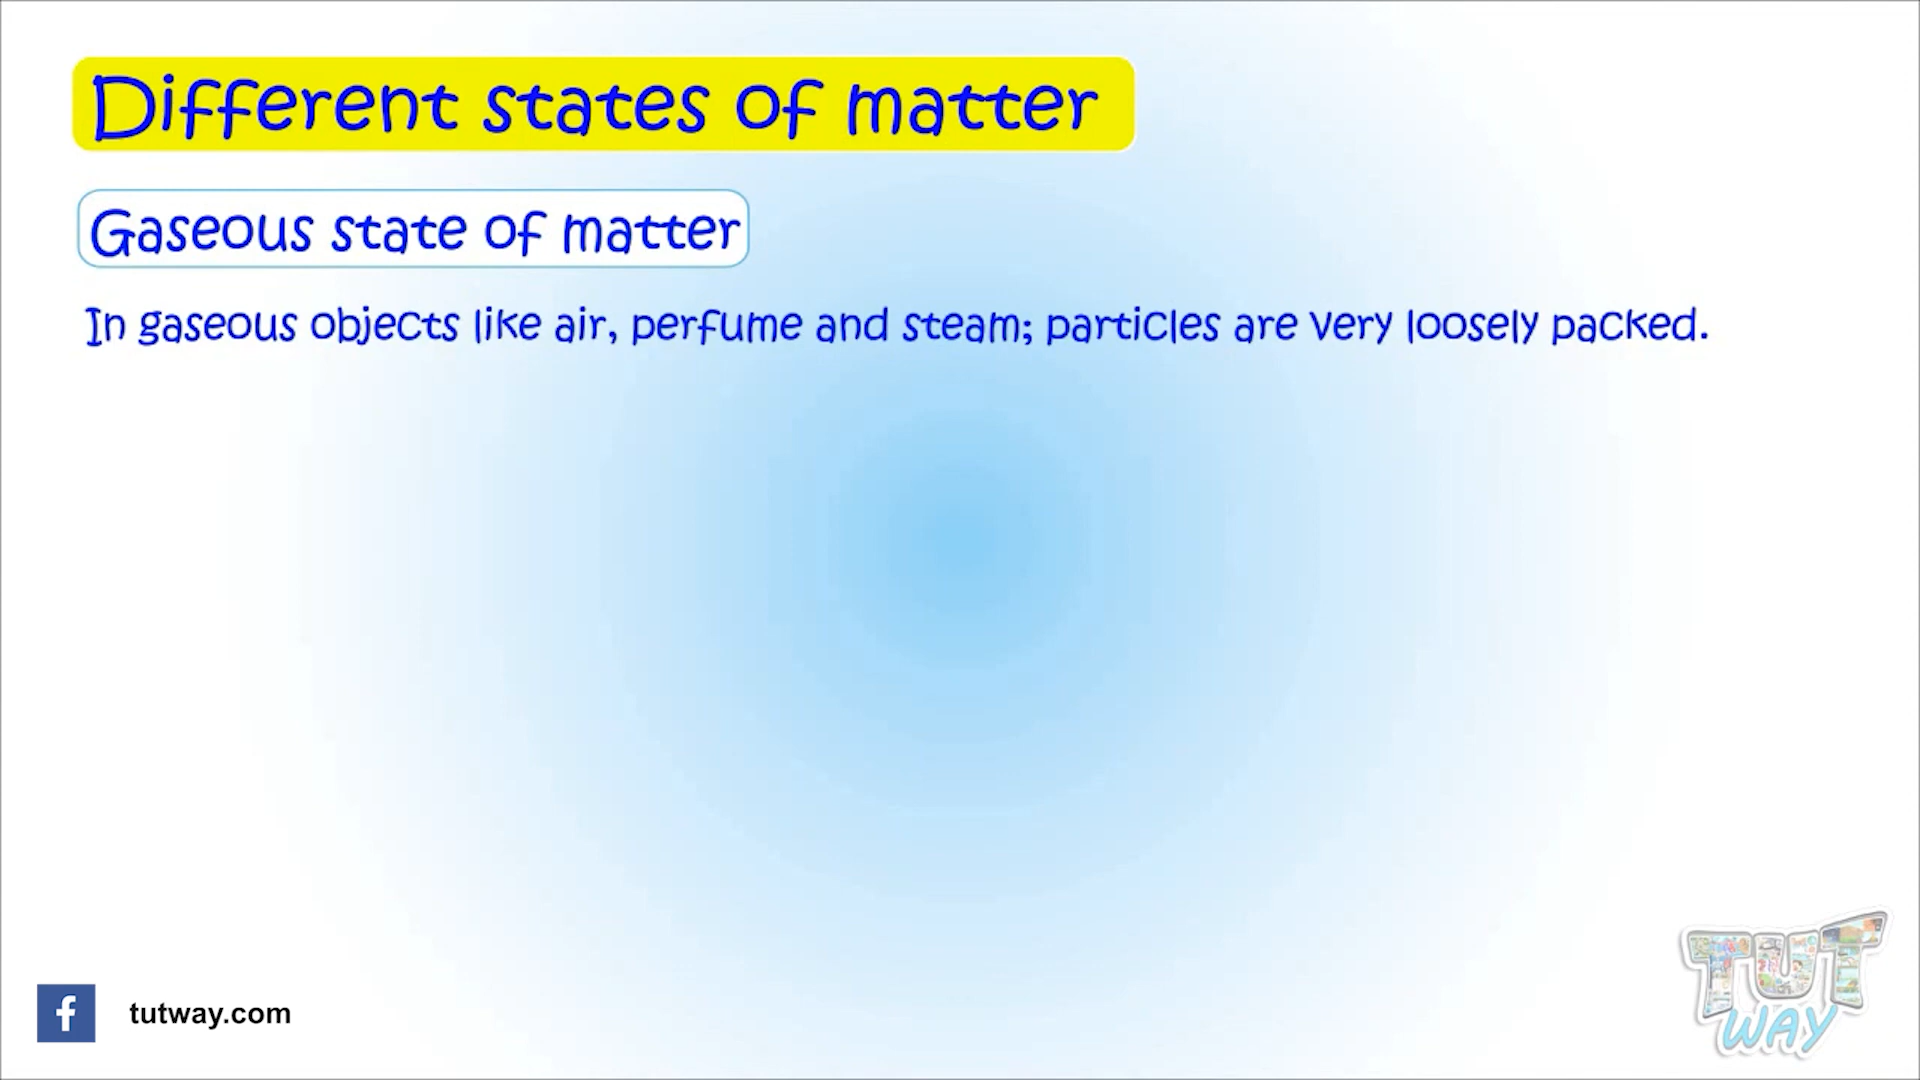 Different states of matter
Gaseous state of matter
In gaseous objects like air, perfume and steam; particles are very loosely packed.
f
tutway.com
TUT
WAY